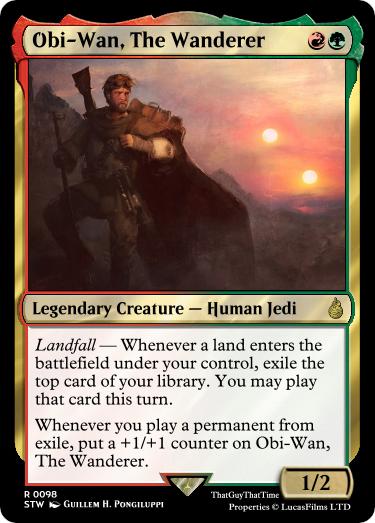 Obi-Wan, The Wanderer
Legendary Creature — Human Jedi
Landfall — Whenever a land enters the
battlefield under your control, exile the
top card of your library. You may play
that card this turn.
Whenever you play a permanent from
exile, put a +1/+1 counter on Obi-Wan,
The Wanderer.
1/2
R 0098
STW Guillem H. Pongiluppi
ThatGuyThatTime
Properties © LucasFilms LTD